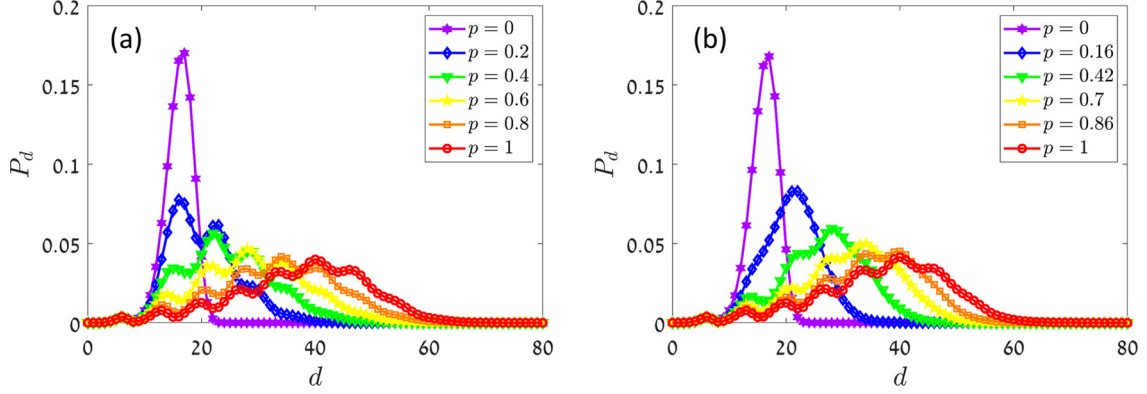 (a)
P_d
0.2
0.15
0.1
0.05
0
p = 0
p = 0.2
p = 0.4
p = 0.6
p = 0.8
p = 1
0 20 40 60 80
d
(b)
P_d
0.2
0.15
0.1
0.05
0
p = 0
p = 0.16
p = 0.42
p = 0.7
p = 0.86
p = 1
0 20 40 60 80
d